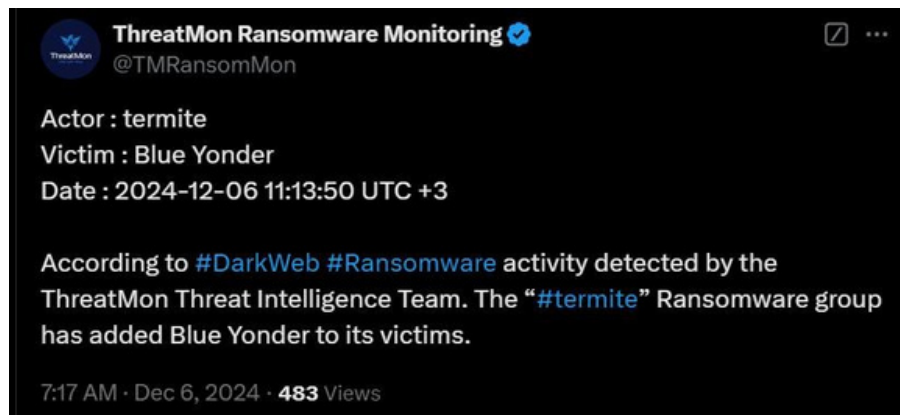 ThreatMon Ransomware Monitoring
@TMRansomMon
ThreatMon
Actor : termite
Victim : Blue Yonder
Date : 2024-12-06 11:13:50 UTC +3
According to #DarkWeb #Ransomware activity detected by the
ThreatMon Threat Intelligence Team. The “#termite” Ransomware group
has added Blue Yonder to its victims.
7:17 AM · Dec 6, 2024 · 483 Views